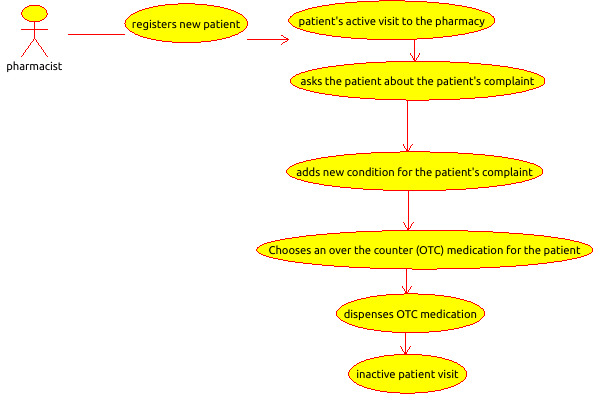 registers new patient
patient's active visit to the pharmacy
pharmacist
asks the patient about the patient's complaint
adds new condition for the patient's complaint
Chooses an over the counter (OTC) medication for the patient
dispenses OTC medication
inactive patient visit